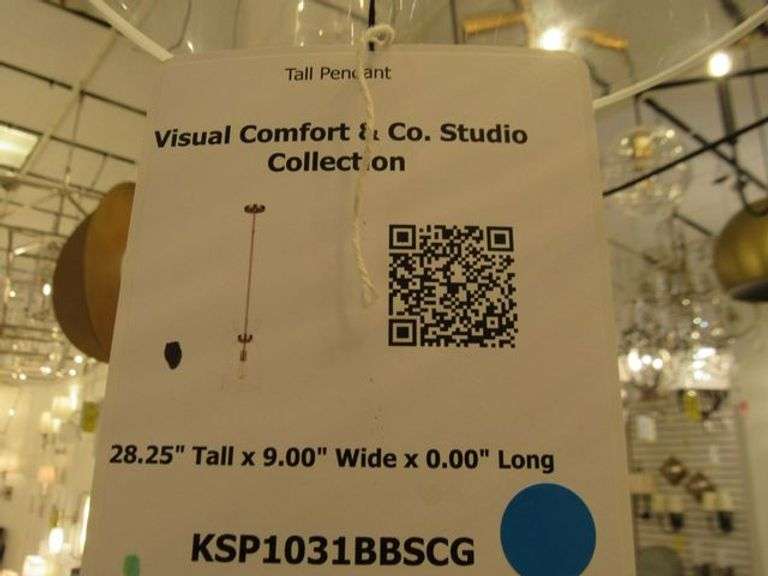 Tall Pendant
Visual Comfort & Co. Studio
Collection
28.25" Tall x 9.00" Wide x 0.00" Long
KSP1031BBSCG